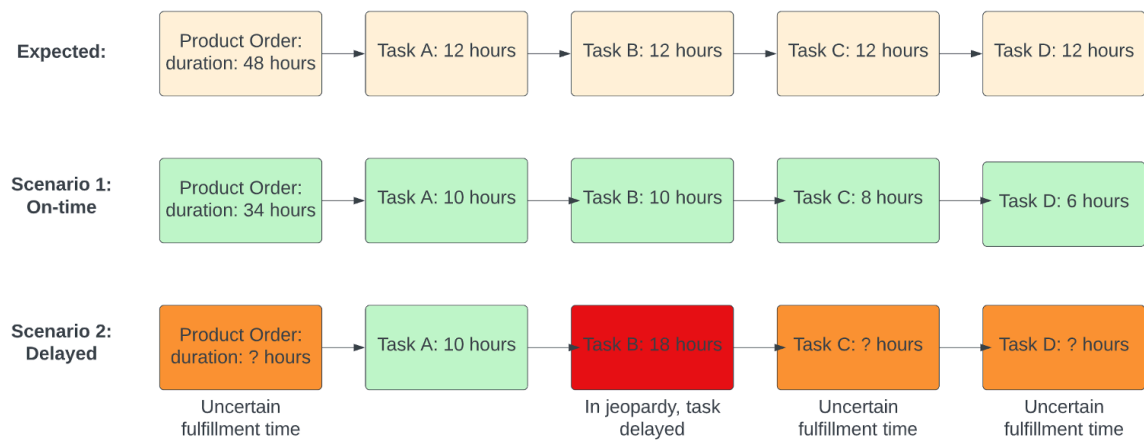 Expected:
Product Order:
duration: 48 hours
Task A: 12 hours
Task B: 12 hours
Task C: 12 hours
Task D: 12 hours
Scenario 1:
On-time
Product Order:
duration: 34 hours
Task A: 10 hours
Task B: 10 hours
Task C: 8 hours
Task D: 6 hours
Scenario 2:
Delayed
Product Order:
duration: ? hours
Task A: 10 hours
Task B: 18 hours
Task C: ? hours
Task D: ? hours
Uncertain
fulfillment time
In jeopardy, task
delayed
Uncertain
fulfillment time
Uncertain
fulfillment time